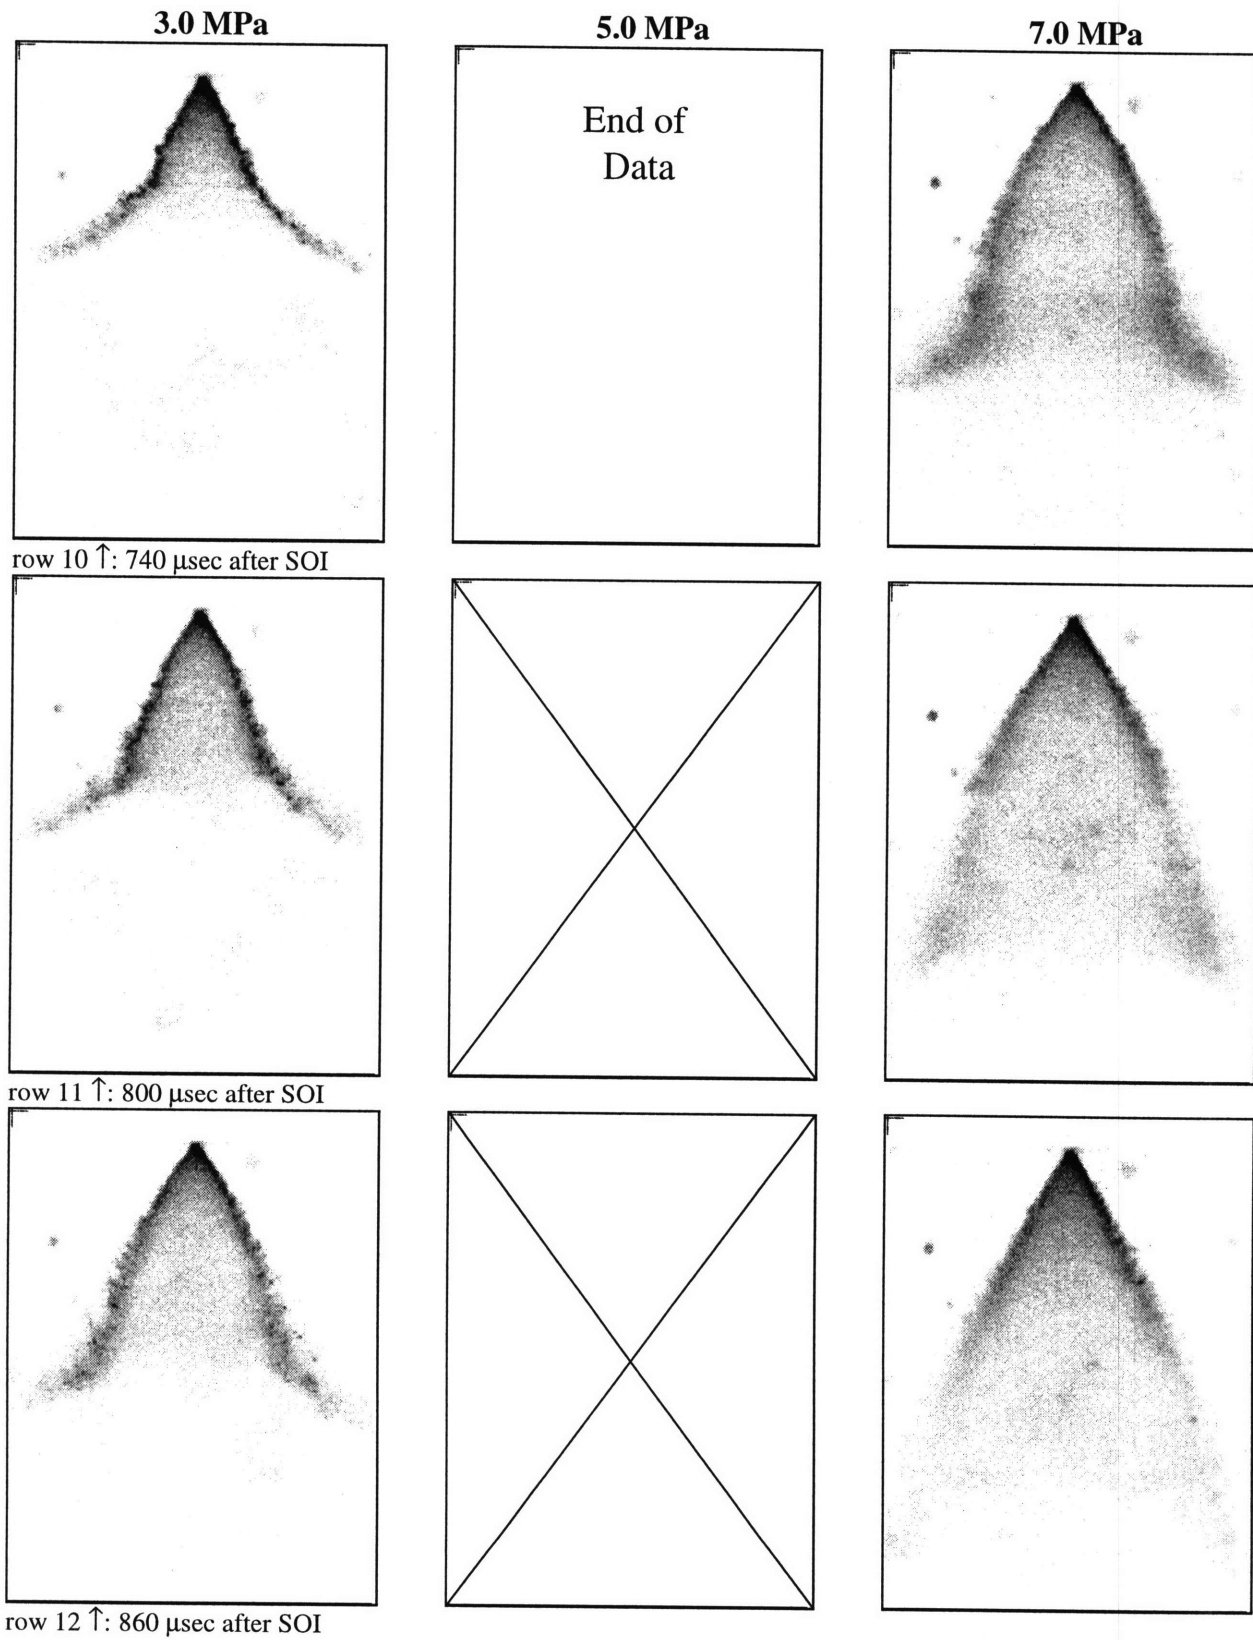 3.0 MPa
5.0 MPa
7.0 MPa
End of
Data
row 10 ↑: 740 µsec after SOI
row 11 ↑: 800 µsec after SOI
row 12 ↑: 860 µsec after SOI